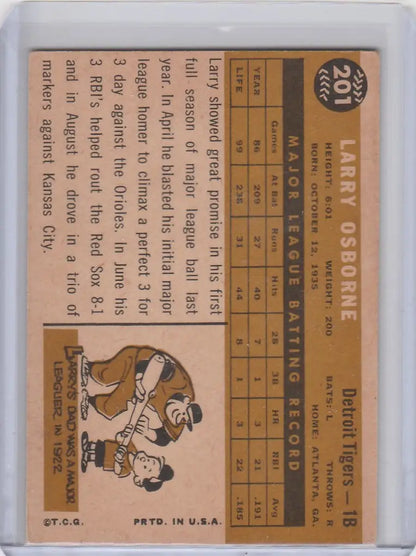 201
LARRY OSBORNE
Detroit Tigers—1B
HEIGHT: 6:01 WEIGHT: 200 BATS: L THROWS: R
BORN: OCTOBER 12, 1935 HOME: ATLANTA, GA.
MAJOR LEAGUE BATTING RECORD
Games At Bat Runs Hits 2B 3B HR RBI Avg
YEAR 86 209 27 40 7 1 3 21 .191
LIFE 99 238 31 44 8 1 3 22 .185
Larry showed great promise in his first
full season of major league ball last
year. In April he blasted his initial major
league homer to climax a perfect 3 for
3 day against the Orioles. In June his
3 RBI's helped rout the Red Sox 8-1
and in August he drove in a trio of
markers against Kansas City.
LARRY'S DAD WAS A MAJOR
LEAGUER IN 1922
©T.C.G. PRTD. IN U.S.A.